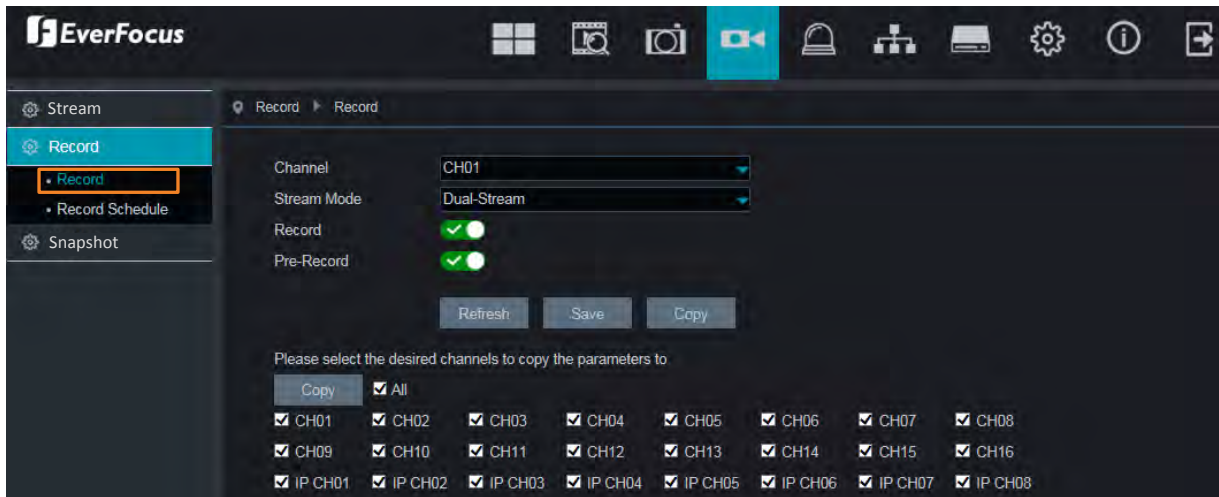 EverFocus
Stream
Record
Record
Record Schedule
Snapshot
Record Record
Channel CH01
Stream Mode Dual-Stream
Record
Pre-Record
Refresh Save Copy
Please select the desired channels to copy the parameters to
Copy All
CH01 CH02 CH03 CH04 CH05 CH06 CH07 CH08
CH09 CH10 CH11 CH12 CH13 CH14 CH15 CH16
IP CH01 IP CH02 IP CH03 IP CH04 IP CH05 IP CH06 IP CH07 IP CH08